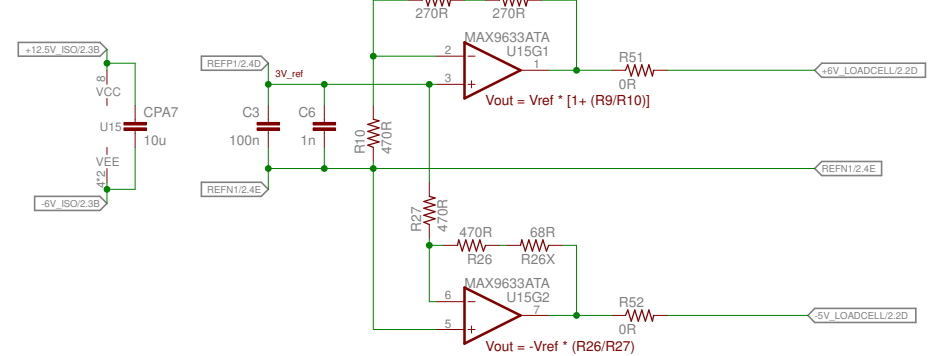 270R 270R
+12.5V_ISO/2.3B
8
VCC
U15
CPA7
10u
VEE
4*2
-6V_ISO/2.3B
REFP1/2.4D
3V_ref
C3
100n
C6
1n
REFN1/2.4E
R10
470R
MAX9633ATA
U15G1
2
3
1
Vout = Vref * [1+ (R9/R10)]
R51
0R
+6V_LOADCELL/2.2D
REFN1/2.4E
R27
470R
470R
R26
68R
R26X
MAX9633ATA
U15G2
6
5
7
Vout = -Vref * (R26/R27)
R52
0R
-5V_LOADCELL/2.2D